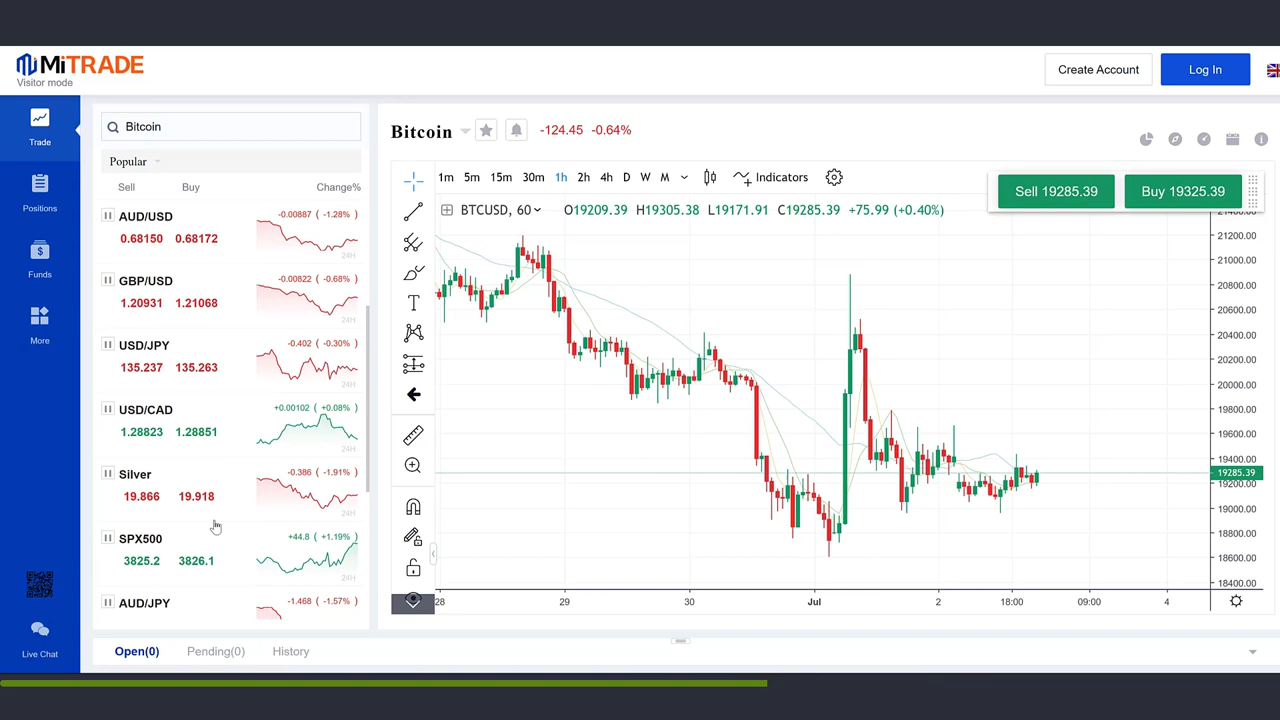 MiTRADE
Visitor mode
Create Account
Log In
Trade
Positions
Funds
More
Live Chat
Bitcoin
Popular
Sell Buy Change%
AUD/USD -0.00887 ( -1.28% )
0.68150 0.68172
24H
GBP/USD -0.00822 ( -0.68% )
1.20931 1.21068
24H
USD/JPY -0.402 ( -0.30% )
135.237 135.263
24H
USD/CAD +0.00102 ( +0.08% )
1.28823 1.28851
24H
Silver -0.386 ( -1.91% )
19.866 19.918
24H
SPX500 +44.8 ( +1.19% )
3825.2 3826.1
24H
AUD/JPY -1.468 ( -1.57% )
Bitcoin -124.45 -0.64%
1m 5m 15m 30m 1h 2h 4h D W M Indicators
Sell 19285.39 Buy 19325.39
BTCUSD, 60 O19209.39 H19305.38 L19171.91 C19285.39 +75.99 (+0.40%)
T
21400.00
21200.00
21000.00
20800.00
20600.00
20400.00
20200.00
20000.00
19800.00
19600.00
19400.00
19285.39
19200.00
19000.00
18800.00
18600.00
18400.00
28 29 30 Jul 2 18:00 09:00 4
Open(0) Pending(0) History